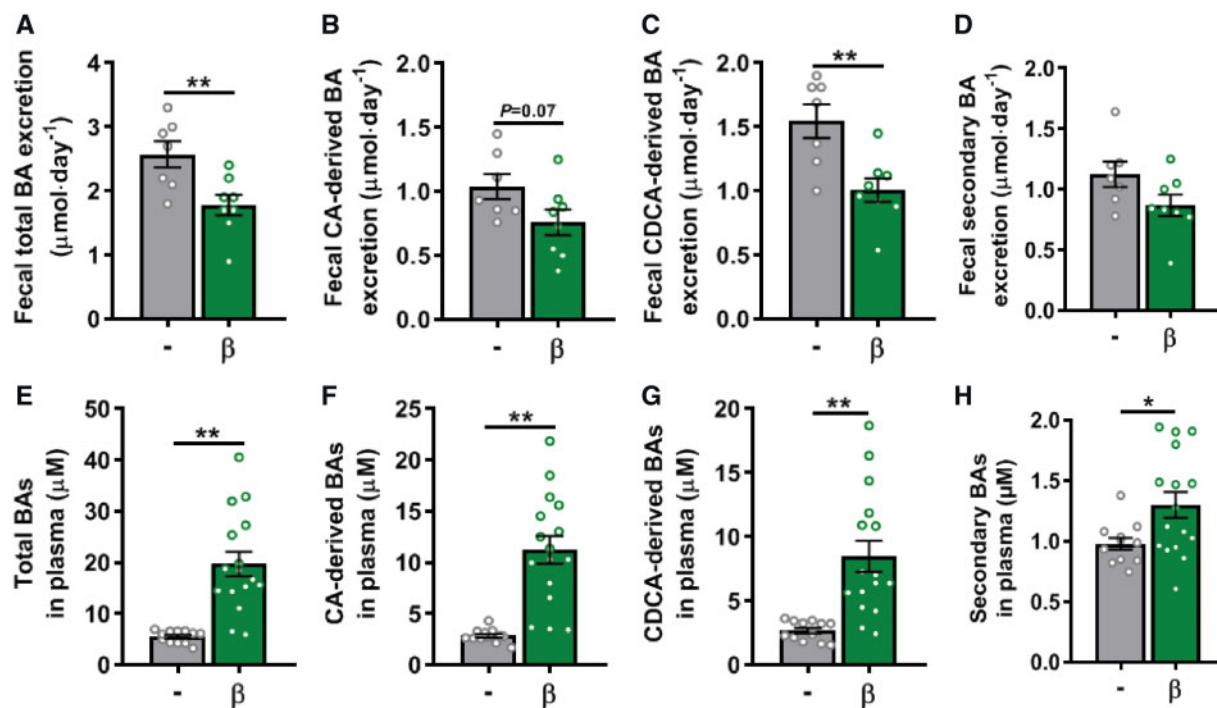 A
Fecal total BA excretion
(μmol·day⁻¹)
4
3
2
1
0
**
-
β
B
Fecal CA-derived BA
excretion (μmol·day⁻¹)
2.0
1.5
1.0
0.5
0.0
P=0.07
-
β
C
Fecal CDCA-derived BA
excretion (μmol·day⁻¹)
2.0
1.5
1.0
1.5
0.0
**
-
β
D
Fecal secondary BA
excretion (μmol·day⁻¹)
2.0
1.5
1.0
0.5
0.0
-
β
E
Total BAs
in plasma (μM)
50
40
30
20
10
0
**
-
β
F
CA-derived BAs
in plasma (μM)
25
20
15
10
5
0
**
-
β
G
CDCA-derived BAs
in plasma (μM)
20
15
10
5
0
**
-
β
H
Secondary BAs
in plasma (μM)
2.0
1.5
1.0
0.5
0.0
*
-
β